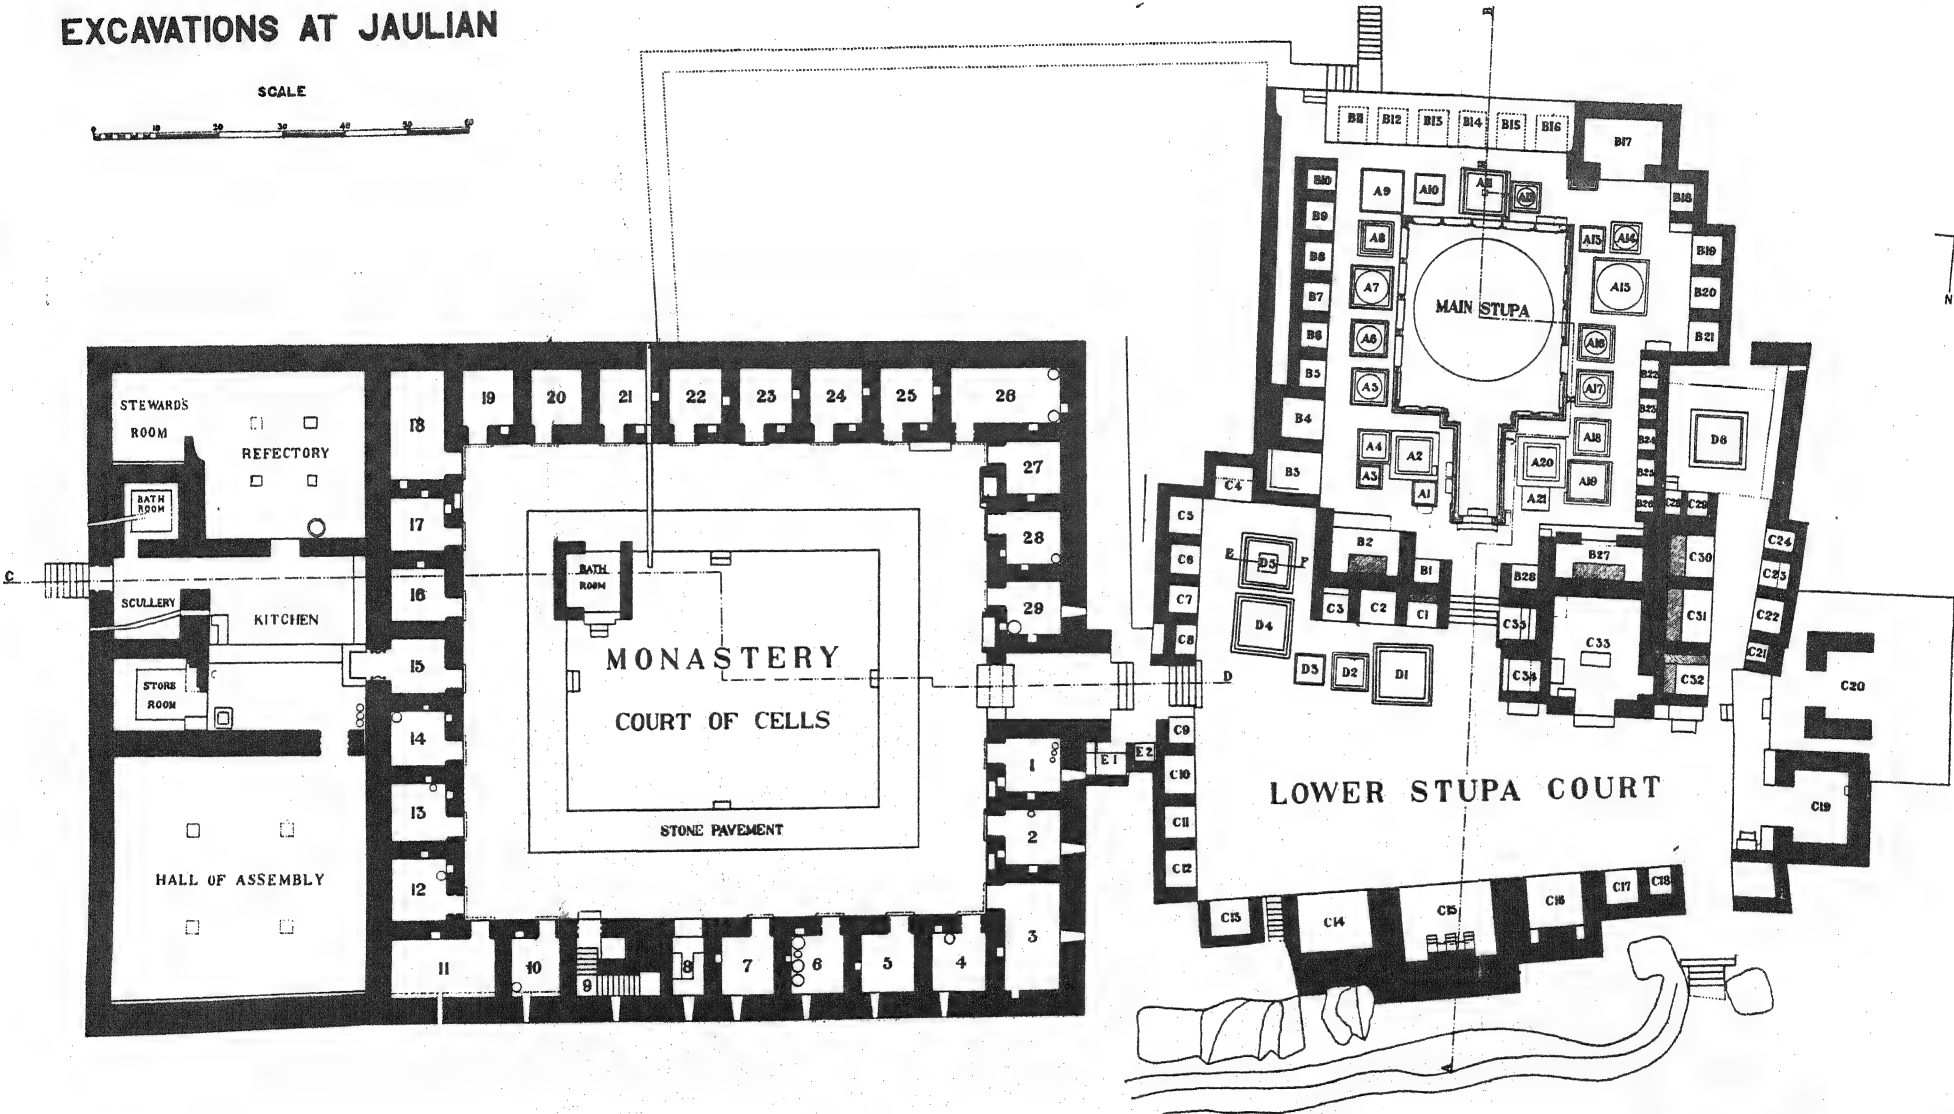 EXCAVATIONS AT JAULIAN
SCALE
10 20 30 40 50 60
B
B11 B12 B13 B14 B15 B16
B17
B10 A9 A10 A11 A12 B18
B9
A8 A13 A14
B8 B19
B7 A7 A15 B20
MAIN STUPA
N
B6 A6 A16 B21
B5 A5 A17 B22
B4 B23
A4 A2 A18 B24 D6
B3 A3 A20 A19 B25
C4 A1 A21 B26 C28 C29
STEWARD'S
ROOM
REFECTORY
BATH
ROOM
18 19 20 21 22 23 24 25 26
17 27
28
C5
C6 E D5 F B2 B1 B28 B27 C30 C24
C23
C
SCULLERY
KITCHEN
16
BATH
ROOM
29
C7 C3 C2 C1 C35 C33 C31 C22
C8 D4 C21
15
MONASTERY
COURT OF CELLS
D
D3 D2 D1 C34 C32 C20
STORE
ROOM
14
1
E1 E2
C9
C10
LOWER STUPA COURT
C19
13
STONE PAVEMENT
2
C11
HALL OF ASSEMBLY
12
C12
C13 C14 C15 C16 C17 C18
11 10 9 8 7 6 5 4 3
A